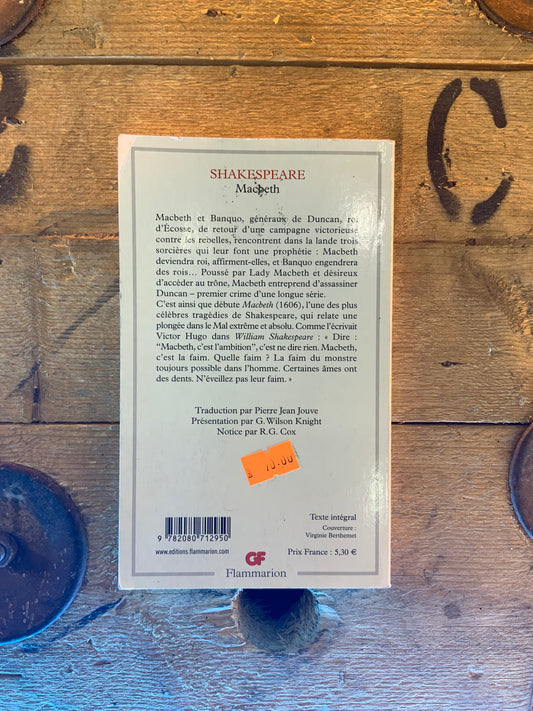 SHAKESPEARE
Macbeth
Macbeth et Banquo, généraux de Duncan, roi
d'Écosse, de retour d'une campagne victorieuse
contre les rebelles, rencontrent dans la lande trois
sorcières qui leur font une prophétie : Macbeth
deviendra roi, affirment-elles, et Banquo engendrera
des rois... Poussé par Lady Macbeth et désireux
d'accéder au trône, Macbeth entreprend d'assassiner
Duncan – premier crime d'une longue série.
C'est ainsi que débute Macbeth (1606), l'une des plus
célèbres tragédies de Shakespeare, qui relate une
plongée dans le Mal extrême et absolu. Comme l'écrivait
Victor Hugo dans William Shakespeare : « Dire :
“Macbeth, c'est l'ambition”, c'est ne dire rien. Macbeth,
c'est la faim. Quelle faim ? La faim du monstre
toujours possible dans l'homme. Certaines âmes ont
des dents. N'éveillez pas leur faim. »
Traduction par Pierre Jean Jouve
Présentation par G. Wilson Knight
Notice par R.G. Cox
10.00
Texte intégral
Couverture :
Virginie Berthemet
9 782080 712950
www.editions.flammarion.com
Prix France : 5,30 €
GF
Flammarion
C